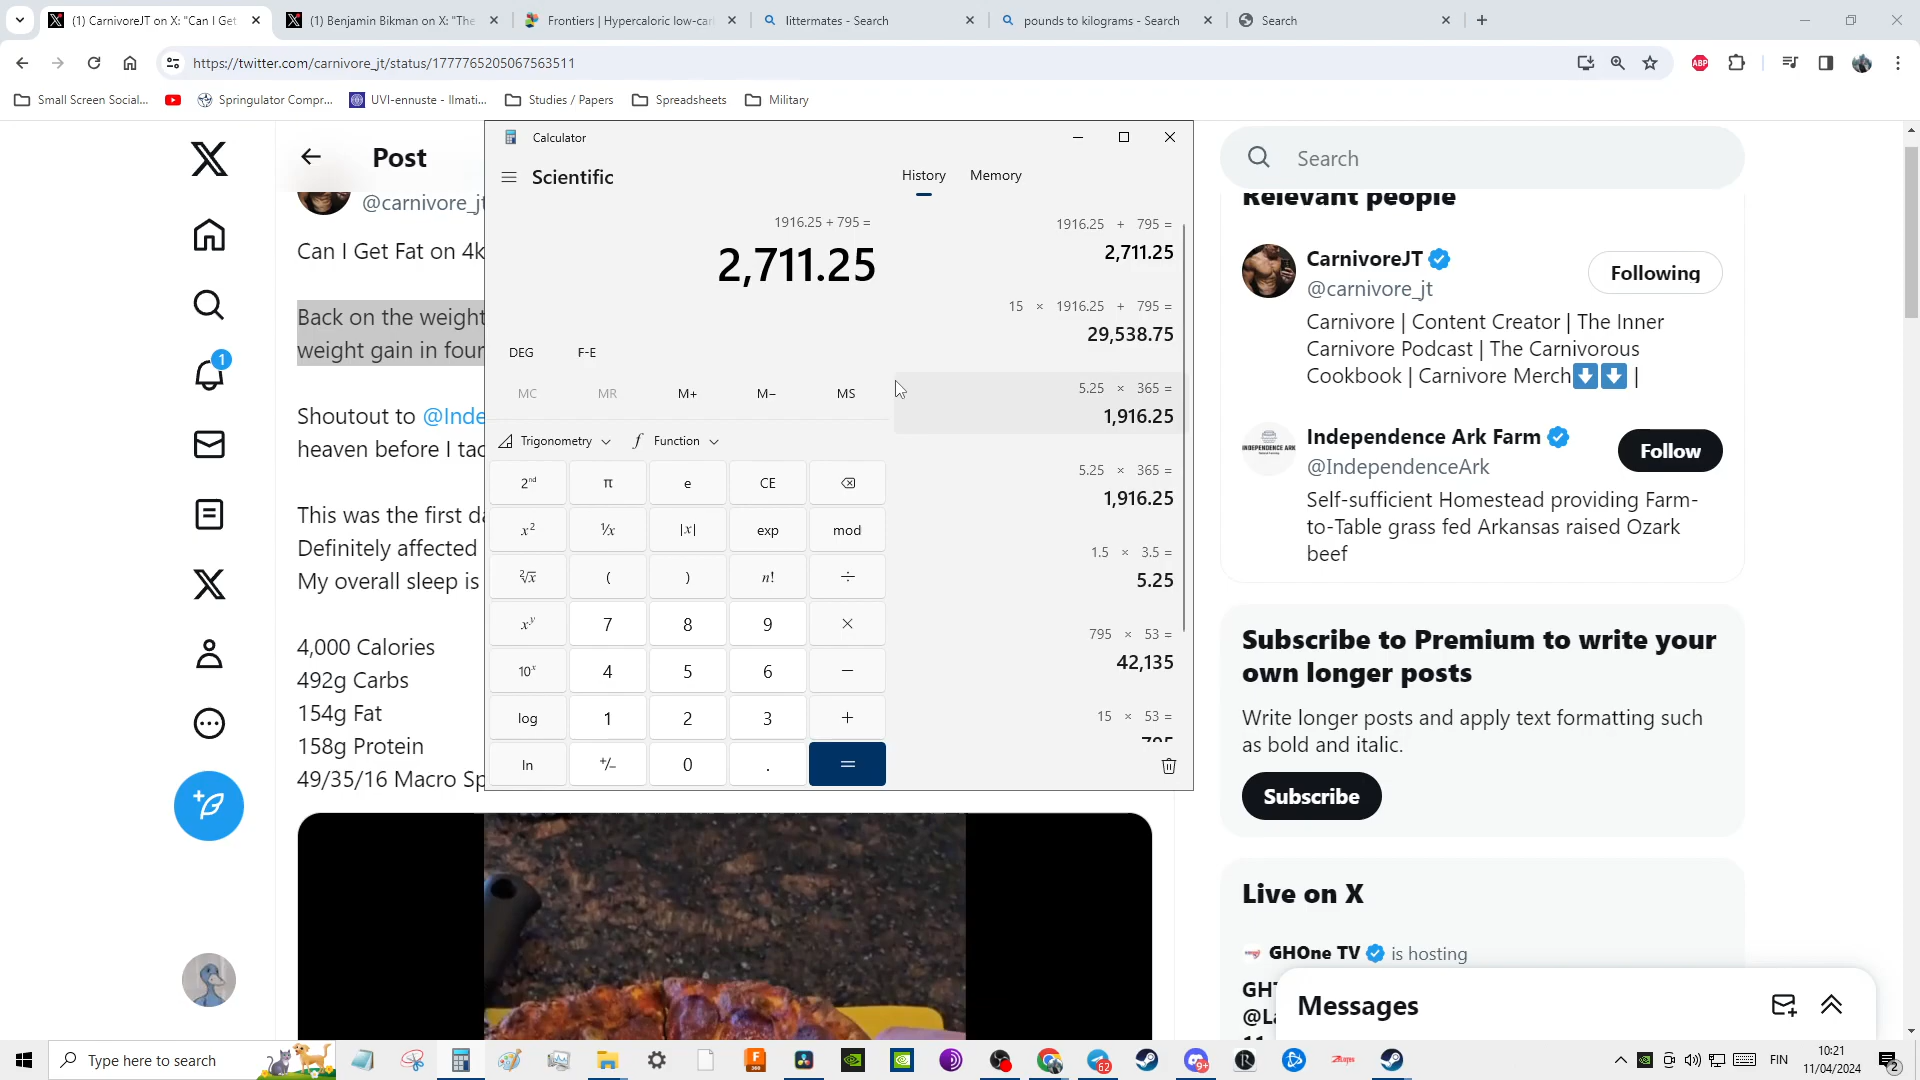 (1) CarnivoreJT on X: "Can I Get
(1) Benjamin Bikman on X: "The
Frontiers | Hypercaloric low-car
littermates - Search
pounds to kilograms - Search
Search
https://twitter.com/carnivore_jt/status/1777765205067563511
ABP
Small Screen Social...
Springulator Compr...
UVI-ennuste - Ilmati...
Studies / Papers
Spreadsheets
Military
Post
@carnivore_jt
Can I Get Fat on 4k
Back on the weight
weight gain in four
Shoutout to @Inde
heaven before I tac
This was the first da
Definitely affected
My overall sleep is
4,000 Calories
492g Carbs
154g Fat
158g Protein
49/35/16 Macro Sp
1
Calculator
Scientific
History
Memory
1916.25 + 795 =
2,711.25
DEG
F-E
MC
MR
M+
M−
MS
Trigonometry
f Function
2nd
π
e
CE
x²
¹/x
|x|
exp
mod
²√x
(
)
n!
÷
xʸ
7
8
9
×
10ˣ
4
5
6
−
log
1
2
3
+
ln
+/−
0
.
=
1916.25 + 795 =
2,711.25
15 × 1916.25 + 795 =
29,538.75
5.25 × 365 =
1,916.25
5.25 × 365 =
1,916.25
1.5 × 3.5 =
5.25
795 × 53 =
42,135
15 × 53 =
795
Search
Relevant people
CarnivoreJT
@carnivore_jt
Following
Carnivore | Content Creator | The Inner
Carnivore Podcast | The Carnivorous
Cookbook | Carnivore Merch⬇️⬇️ |
INDEPENDENCE ARK
Independence Ark Farm
@IndependenceArk
Follow
Self-sufficient Homestead providing Farm-
to-Table grass fed Arkansas raised Ozark
beef
Subscribe to Premium to write your
own longer posts
Write longer posts and apply text formatting such
as bold and italic.
Subscribe
Live on X
GHOne TV is hosting
Messages
Type here to search
62
9+
FIN
10:21
11/04/2024
2